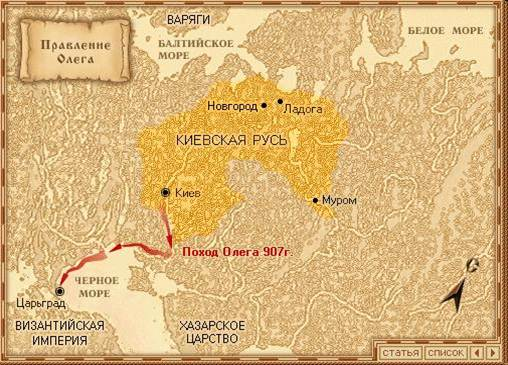 Правление
Олега
ВАРЯГИ
БАЛТИЙСКОЕ
МОРЕ
БЕЛОЕ МОРЕ
Новгород
Ладога
КИЕВСКАЯ РУСЬ
Киев
Муром
Поход Олега 907г.
ЧЕРНОЕ
МОРЕ
Царьград
ВИЗАНТИЙСКАЯ
ИМПЕРИЯ
ХАЗАРСКОЕ
ЦАРСТВО
С
статья
список